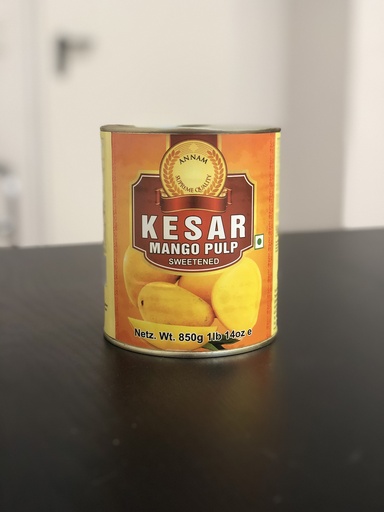 ANNAM
SUPREME QUALITY
KESAR
MANGO PULP
SWEETENED
Netz. Wt. 850g 1lb 14oz e